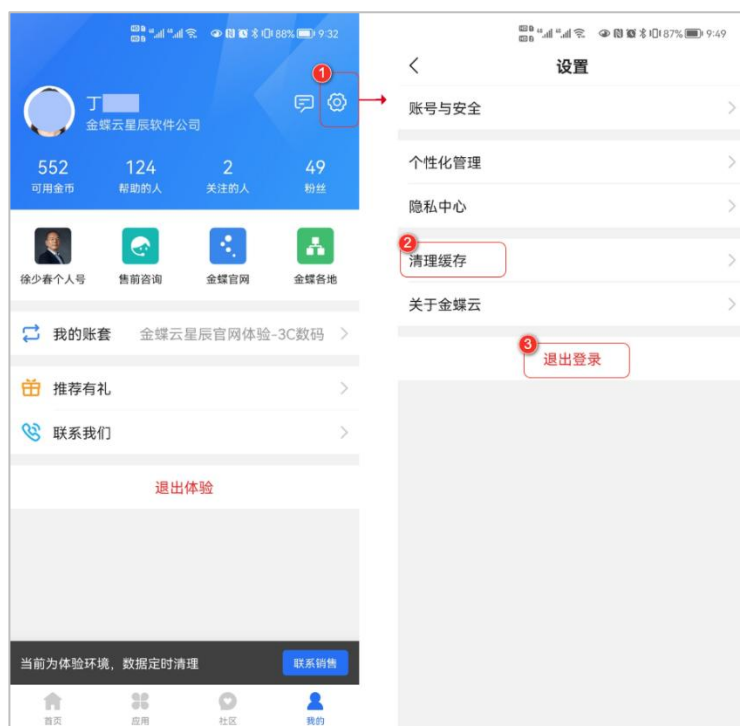 88% 9:32
1
丁
金蝶云星辰软件公司
552 124 2 49
可用金币 帮助的人 关注的人 粉丝
徐少春个人号 售前咨询 金蝶官网 金蝶各地
我的账套 金蝶云星辰官网体验-3C数码
推荐有礼
联系我们
退出体验
当前为体验环境，数据定时清理 联系销售
首页 应用 社区 我的
87% 9:49
设置
账号与安全
个性化管理
隐私中心
2
清理缓存
关于金蝶云
3
退出登录